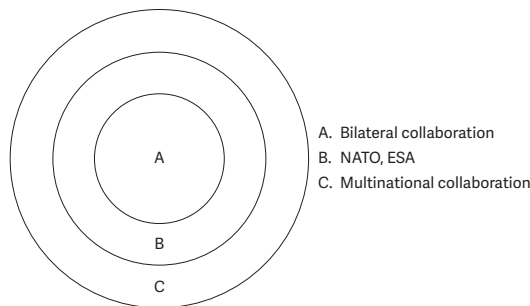 A
B
C
A. Bilateral collaboration
B. NATO, ESA
C. Multinational collaboration